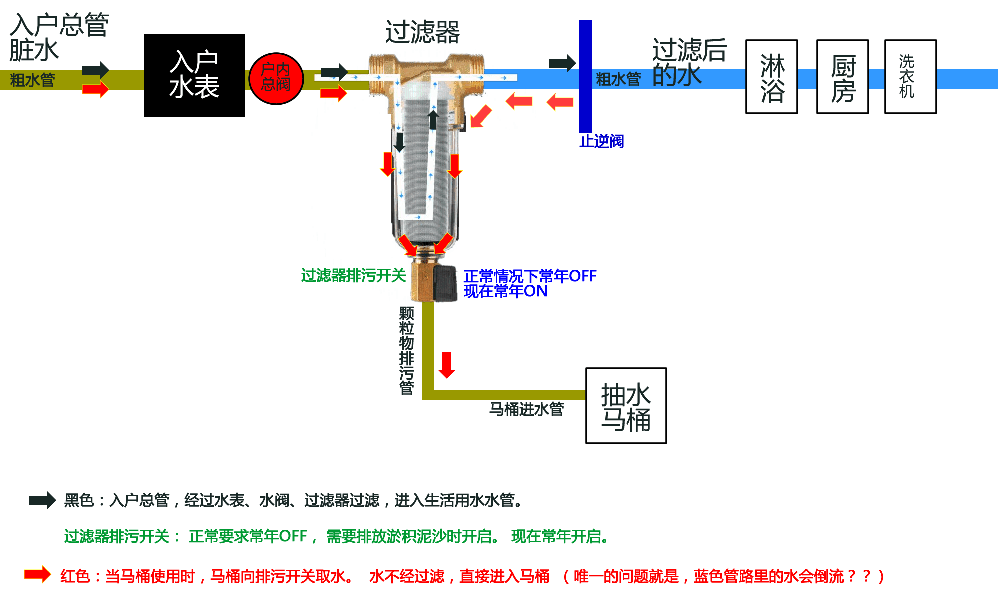 入户总管
脏水
粗水管
入户
水表
户内
总阀
过滤器
止逆阀
过滤后
的水
粗水管
淋
浴
厨
房
洗
衣
机
过滤器排污开关
正常情况下常年OFF
现在常年ON
颗粒物排污管
马桶进水管
抽水
马桶
黑色：入户总管，经过水表、水阀、过滤器过滤，进入生活用水水管。
过滤器排污开关： 正常要求常年OFF， 需要排放淤积泥沙时开启。 现在常年开启。
红色：当马桶使用时，马桶向排污开关取水。 水不经过滤，直接进入马桶 （ 唯一的问题就是，蓝色管路里的水会倒流？？ ）